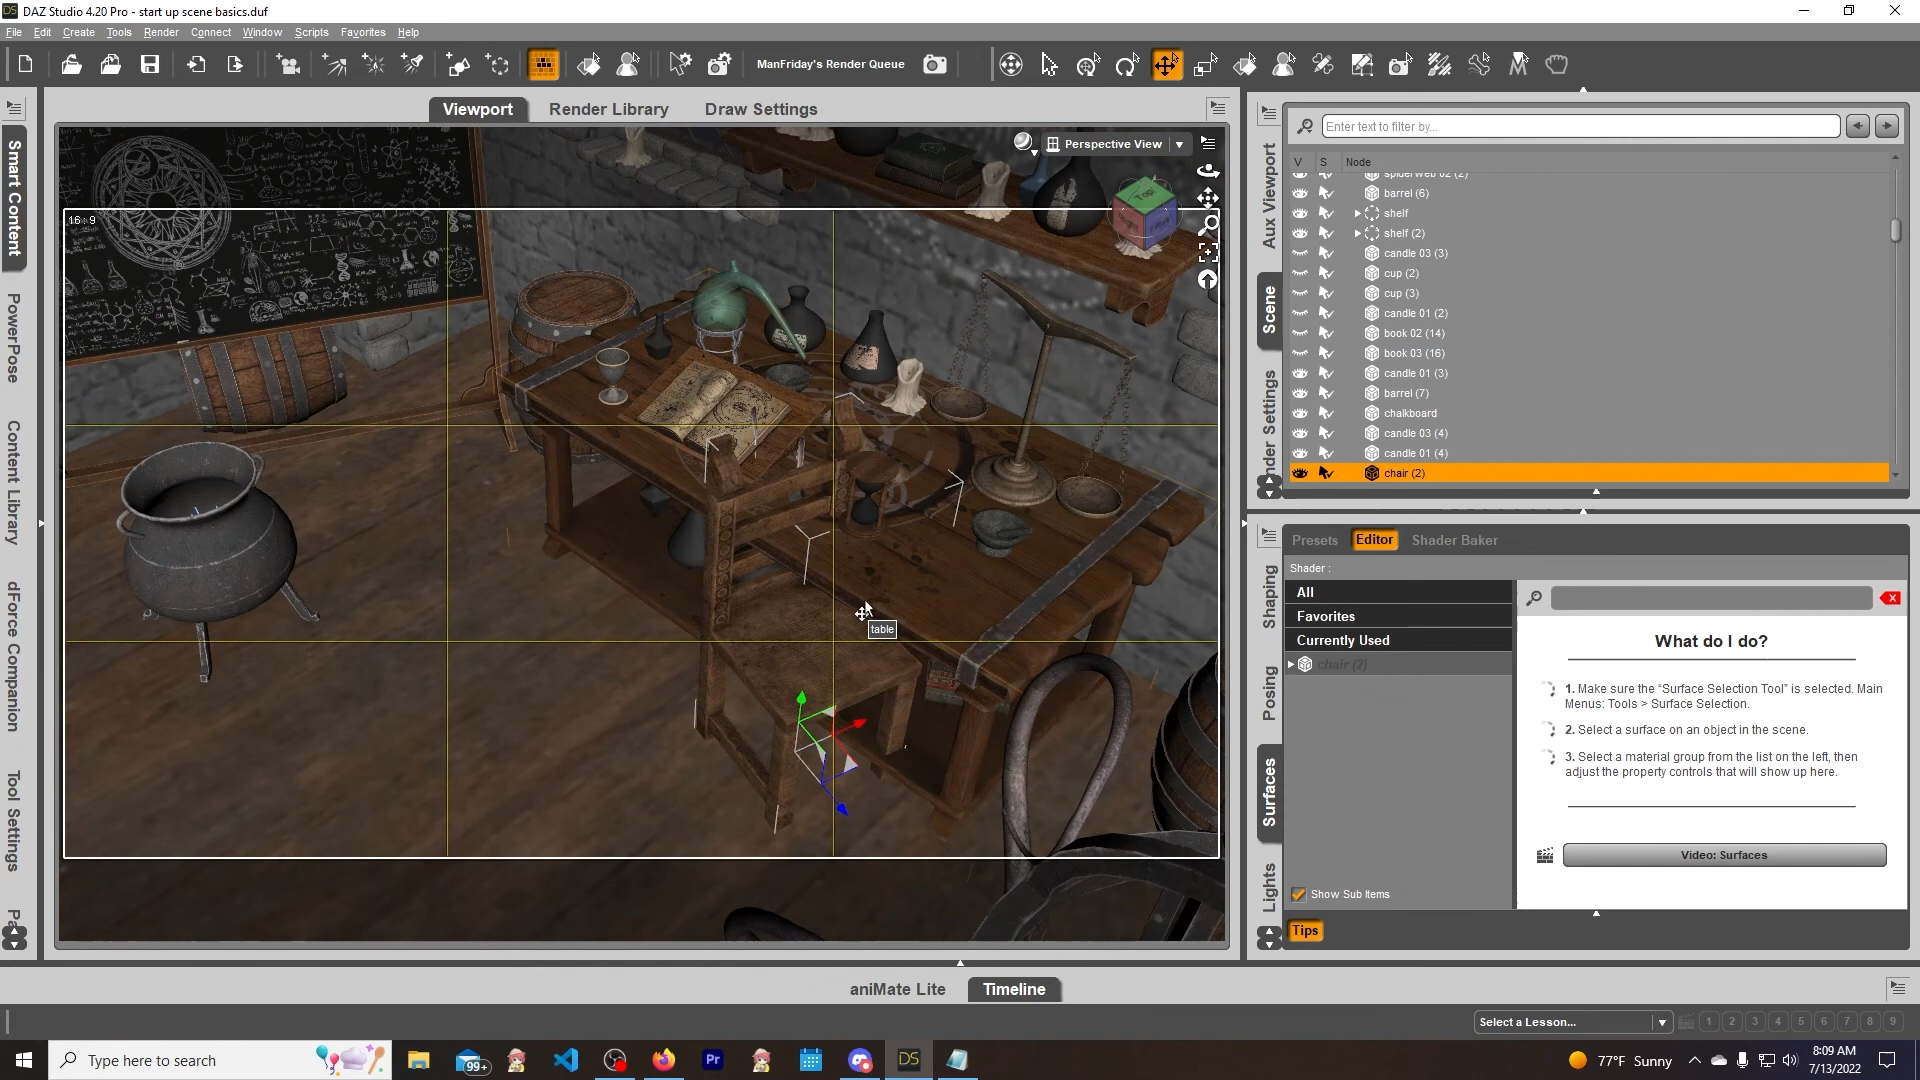 DAZ Studio 4.20 Pro - start up scene basics.duf
File Edit Create Tools Render Connect Window Scripts Favorites Help
ManFriday's Render Queue
Viewport Render Library Draw Settings
Perspective View
16 : 9
Top
table
Smart Content
PowerPose
Content Library
dForce Companion
Tool Settings
Pa
Aux Viewport
Scene
nder Settings
Enter text to filter by...
V S Node
spiderweb 02 (2)
barrel (6)
shelf
shelf (2)
candle 03 (3)
cup (2)
cup (3)
candle 01 (2)
book 02 (14)
book 03 (16)
candle 01 (3)
barrel (7)
chalkboard
candle 03 (4)
candle 01 (4)
chair (2)
Shaping
Posing
Surfaces
Lights
Presets Editor Shader Baker
Shader :
All
Favorites
Currently Used
chair (2)
Show Sub Items
What do I do?
1. Make sure the “Surface Selection Tool” is selected. Main
Menus: Tools > Surface Selection.
2. Select a surface on an object in the scene.
3. Select a material group from the list on the left, then
adjust the property controls that will show up here.
Video: Surfaces
Tips
aniMate Lite Timeline
Select a Lesson...
1 2 3 4 5 6 7 8 9
Type here to search
99+
Pr
DS
77°F Sunny
8:09 AM
7/13/2022